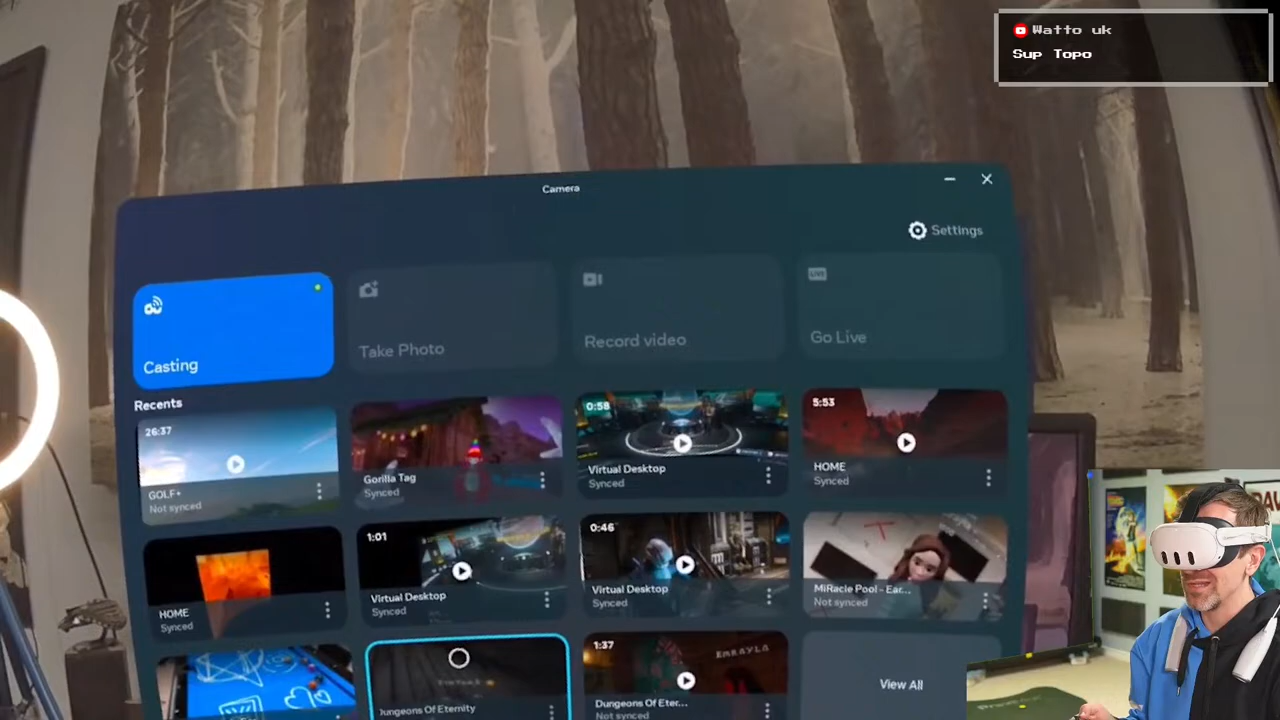 Watto uk
Sup Topo
Camera
Settings
Casting
Take Photo
Record video
LIVE
Go Live
Recents
26:37
GOLF+
Not synced
Gorilla Tag
Synced
0:58
Virtual Desktop
Synced
5:53
HOME
Synced
HOME
Synced
1:01
Virtual Desktop
Synced
0:46
Virtual Desktop
Synced
MiRacle Pool - Ear...
Not synced
Dungeons Of Eternity
1:37
EMRAYLA
Dungeons Of Eter...
Not synced
View All